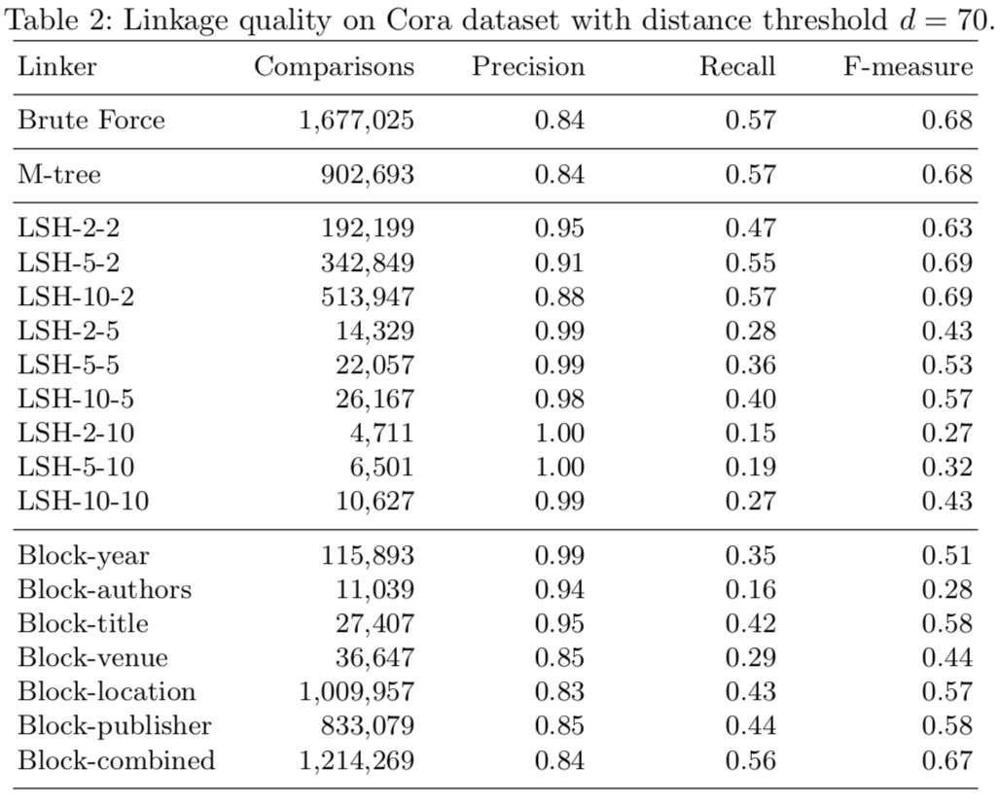 Table 2: Linkage quality on Cora dataset with distance threshold d = 70.
Linker Comparisons Precision Recall F-measure
Brute Force 1,677,025 0.84 0.57 0.68
M-tree 902,693 0.84 0.57 0.68
LSH-2-2 192,199 0.95 0.47 0.63
LSH-5-2 342,849 0.91 0.55 0.69
LSH-10-2 513,947 0.88 0.57 0.69
LSH-2-5 14,329 0.99 0.28 0.43
LSH-5-5 22,057 0.99 0.36 0.53
LSH-10-5 26,167 0.98 0.40 0.57
LSH-2-10 4,711 1.00 0.15 0.27
LSH-5-10 6,501 1.00 0.19 0.32
LSH-10-10 10,627 0.99 0.27 0.43
Block-year 115,893 0.99 0.35 0.51
Block-authors 11,039 0.94 0.16 0.28
Block-title 27,407 0.95 0.42 0.58
Block-venue 36,647 0.85 0.29 0.44
Block-location 1,009,957 0.83 0.43 0.57
Block-publisher 833,079 0.85 0.44 0.58
Block-combined 1,214,269 0.84 0.56 0.67